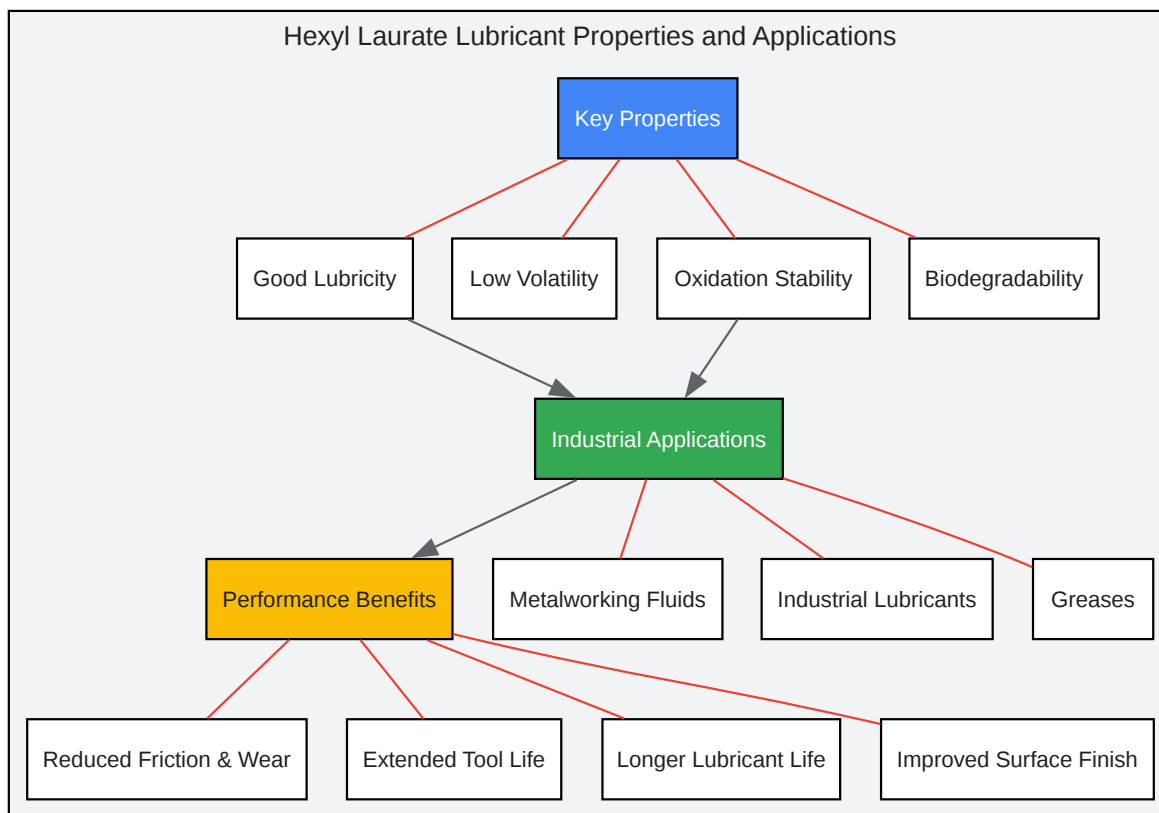 Hexyl Laurate Lubricant Properties and Applications
Key Properties
Good Lubricity
Low Volatility
Oxidation Stability
Biodegradability
Industrial Applications
Performance Benefits
Metalworking Fluids
Industrial Lubricants
Greases
Reduced Friction & Wear
Extended Tool Life
Longer Lubricant Life
Improved Surface Finish